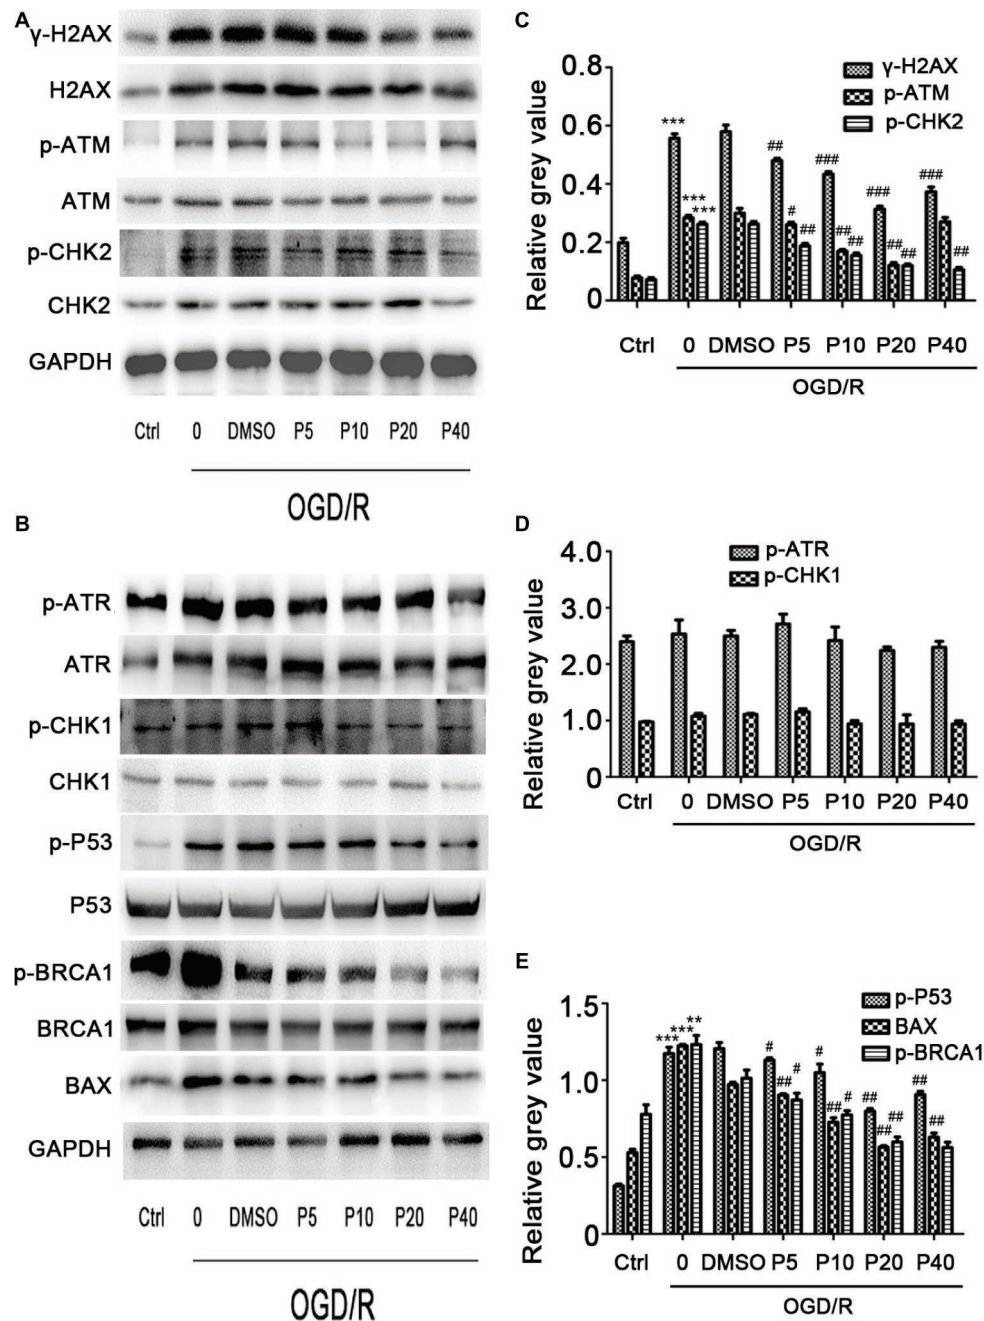 A
γ-H2AX
H2AX
p-ATM
ATM
p-CHK2
CHK2
GAPDH
Ctrl 0 DMSO P5 P10 P20 P40
OGD/R
B
p-ATR
ATR
p-CHK1
CHK1
p-P53
P53
p-BRCA1
BRCA1
BAX
GAPDH
Ctrl 0 DMSO P5 P10 P20 P40
OGD/R
C
Relative grey value
0.8
0.6
0.4
0.2
0
γ-H2AX
p-ATM
p-CHK2
***
***
***
##
#
##
###
##
##
###
##
##
###
##
Ctrl 0 DMSO P5 P10 P20 P40
OGD/R
D
Relative grey value
4.0
3.0
2.0
1.0
0
p-ATR
p-CHK1
Ctrl 0 DMSO P5 P10 P20 P40
OGD/R
E
Relative grey value
1.5
1.0
0.5
0
p-P53
BAX
p-BRCA1
***
***
**
#
##
#
#
##
#
##
##
##
##
##
Ctrl 0 DMSO P5 P10 P20 P40
OGD/R